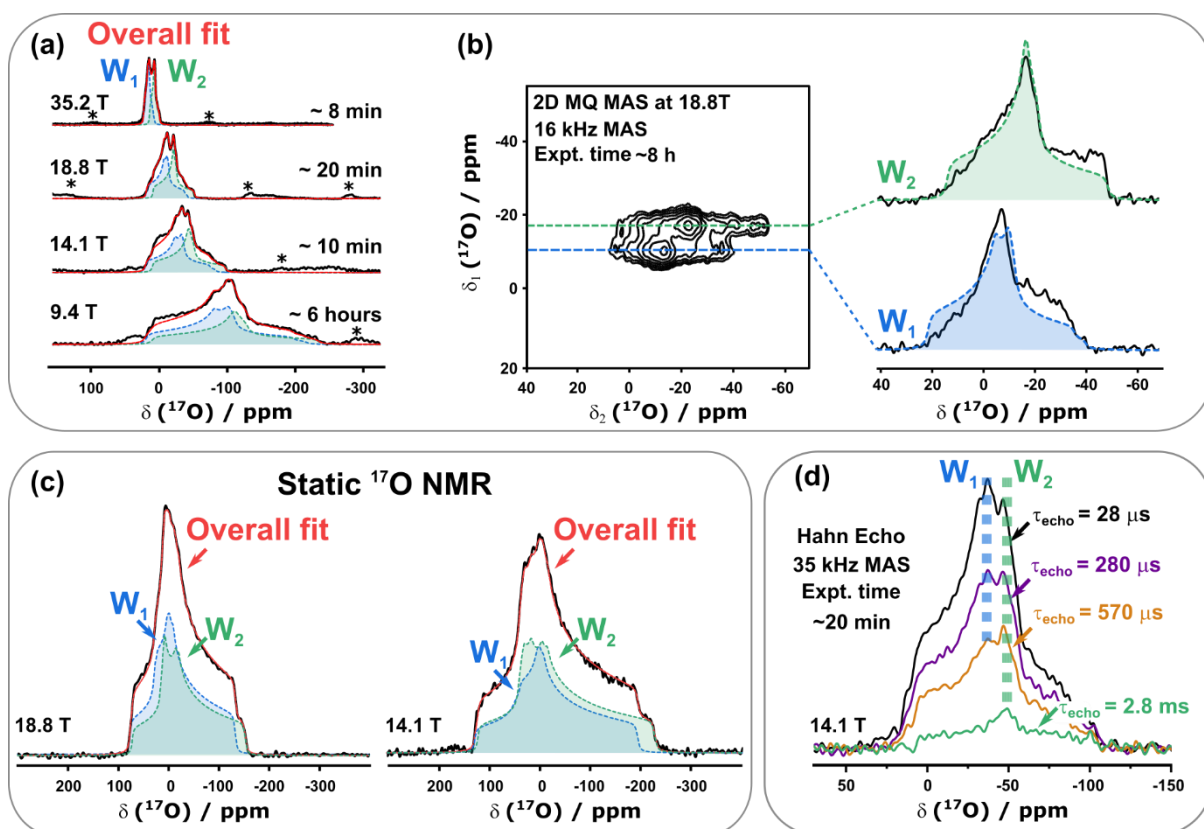 (a)
Overall fit
W₁ W₂
35.2 T * * ~ 8 min
18.8 T * * * ~ 20 min
14.1 T * ~ 10 min
9.4 T * ~ 6 hours
100 0 -100 -200 -300
δ (¹⁷O) / ppm
(b)
2D MQ MAS at 18.8T
16 kHz MAS
Expt. time ~8 h
-40
-20
0
20
δ₁ (¹⁷O) / ppm
40 20 0 -20 -40 -60
δ₂ (¹⁷O) / ppm
W₂
W₁
40 20 0 -20 -40 -60
δ (¹⁷O) / ppm
(c)
Static ¹⁷O NMR
Overall fit
W₁
W₂
18.8 T
200 100 0 -100 -200 -300
δ (¹⁷O) / ppm
Overall fit
W₁
W₂
14.1 T
200 100 0 -100 -200 -300
δ (¹⁷O) / ppm
(d)
W₁ W₂
Hahn Echo
35 kHz MAS
Expt. time
~20 min
τecho = 28 μs
τecho = 280 μs
τecho = 570 μs
τecho = 2.8 ms
14.1 T
50 0 -50 -100 -150
δ (¹⁷O) / ppm